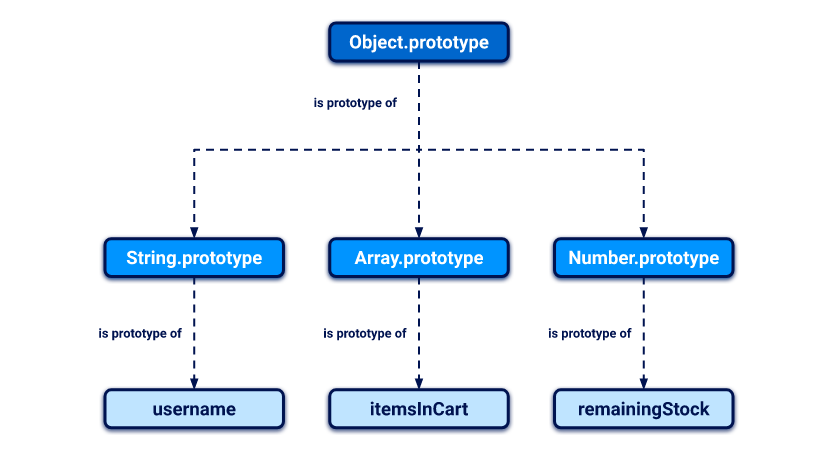 Object.prototype
is prototype of
String.prototype
Array.prototype
Number.prototype
is prototype of
is prototype of
is prototype of
username
itemsInCart
remainingStock